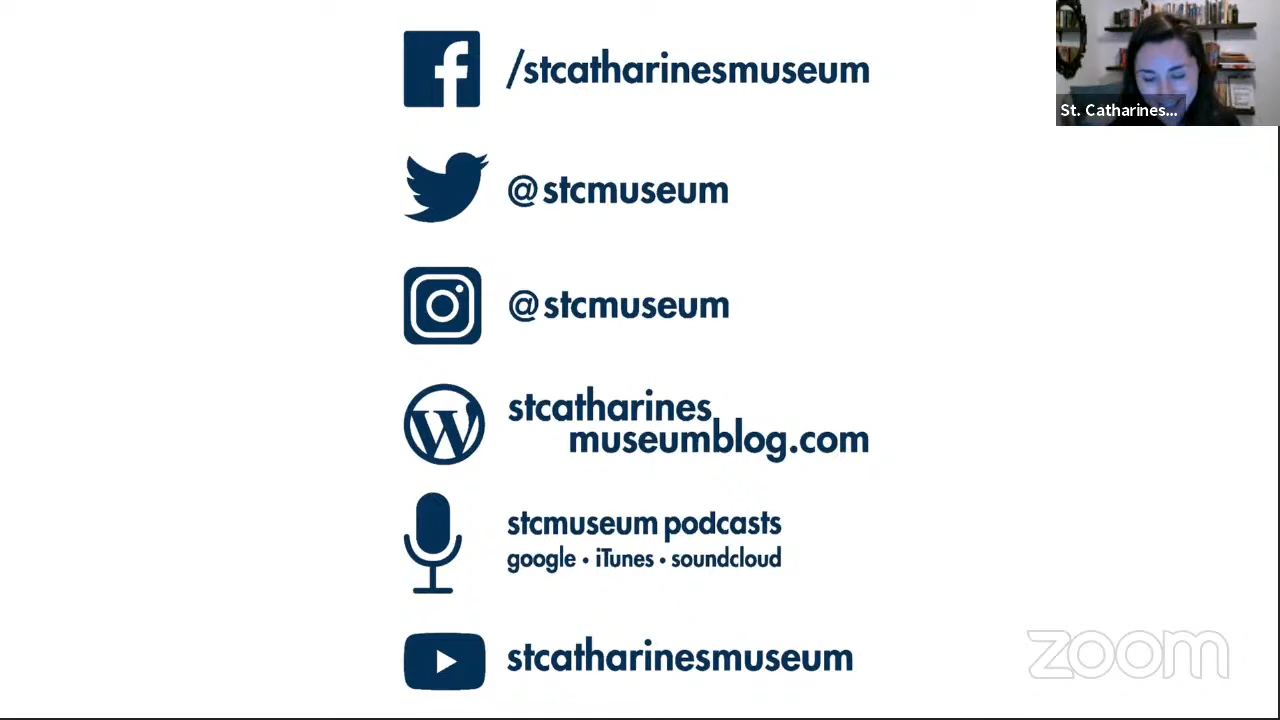 /stcatharinesmuseum
St. Catharines...
@stcmuseum
@stcmuseum
stcatharines
museumblog.com
stcmuseum podcasts
google • iTunes • soundcloud
stcatharinesmuseum
zoom